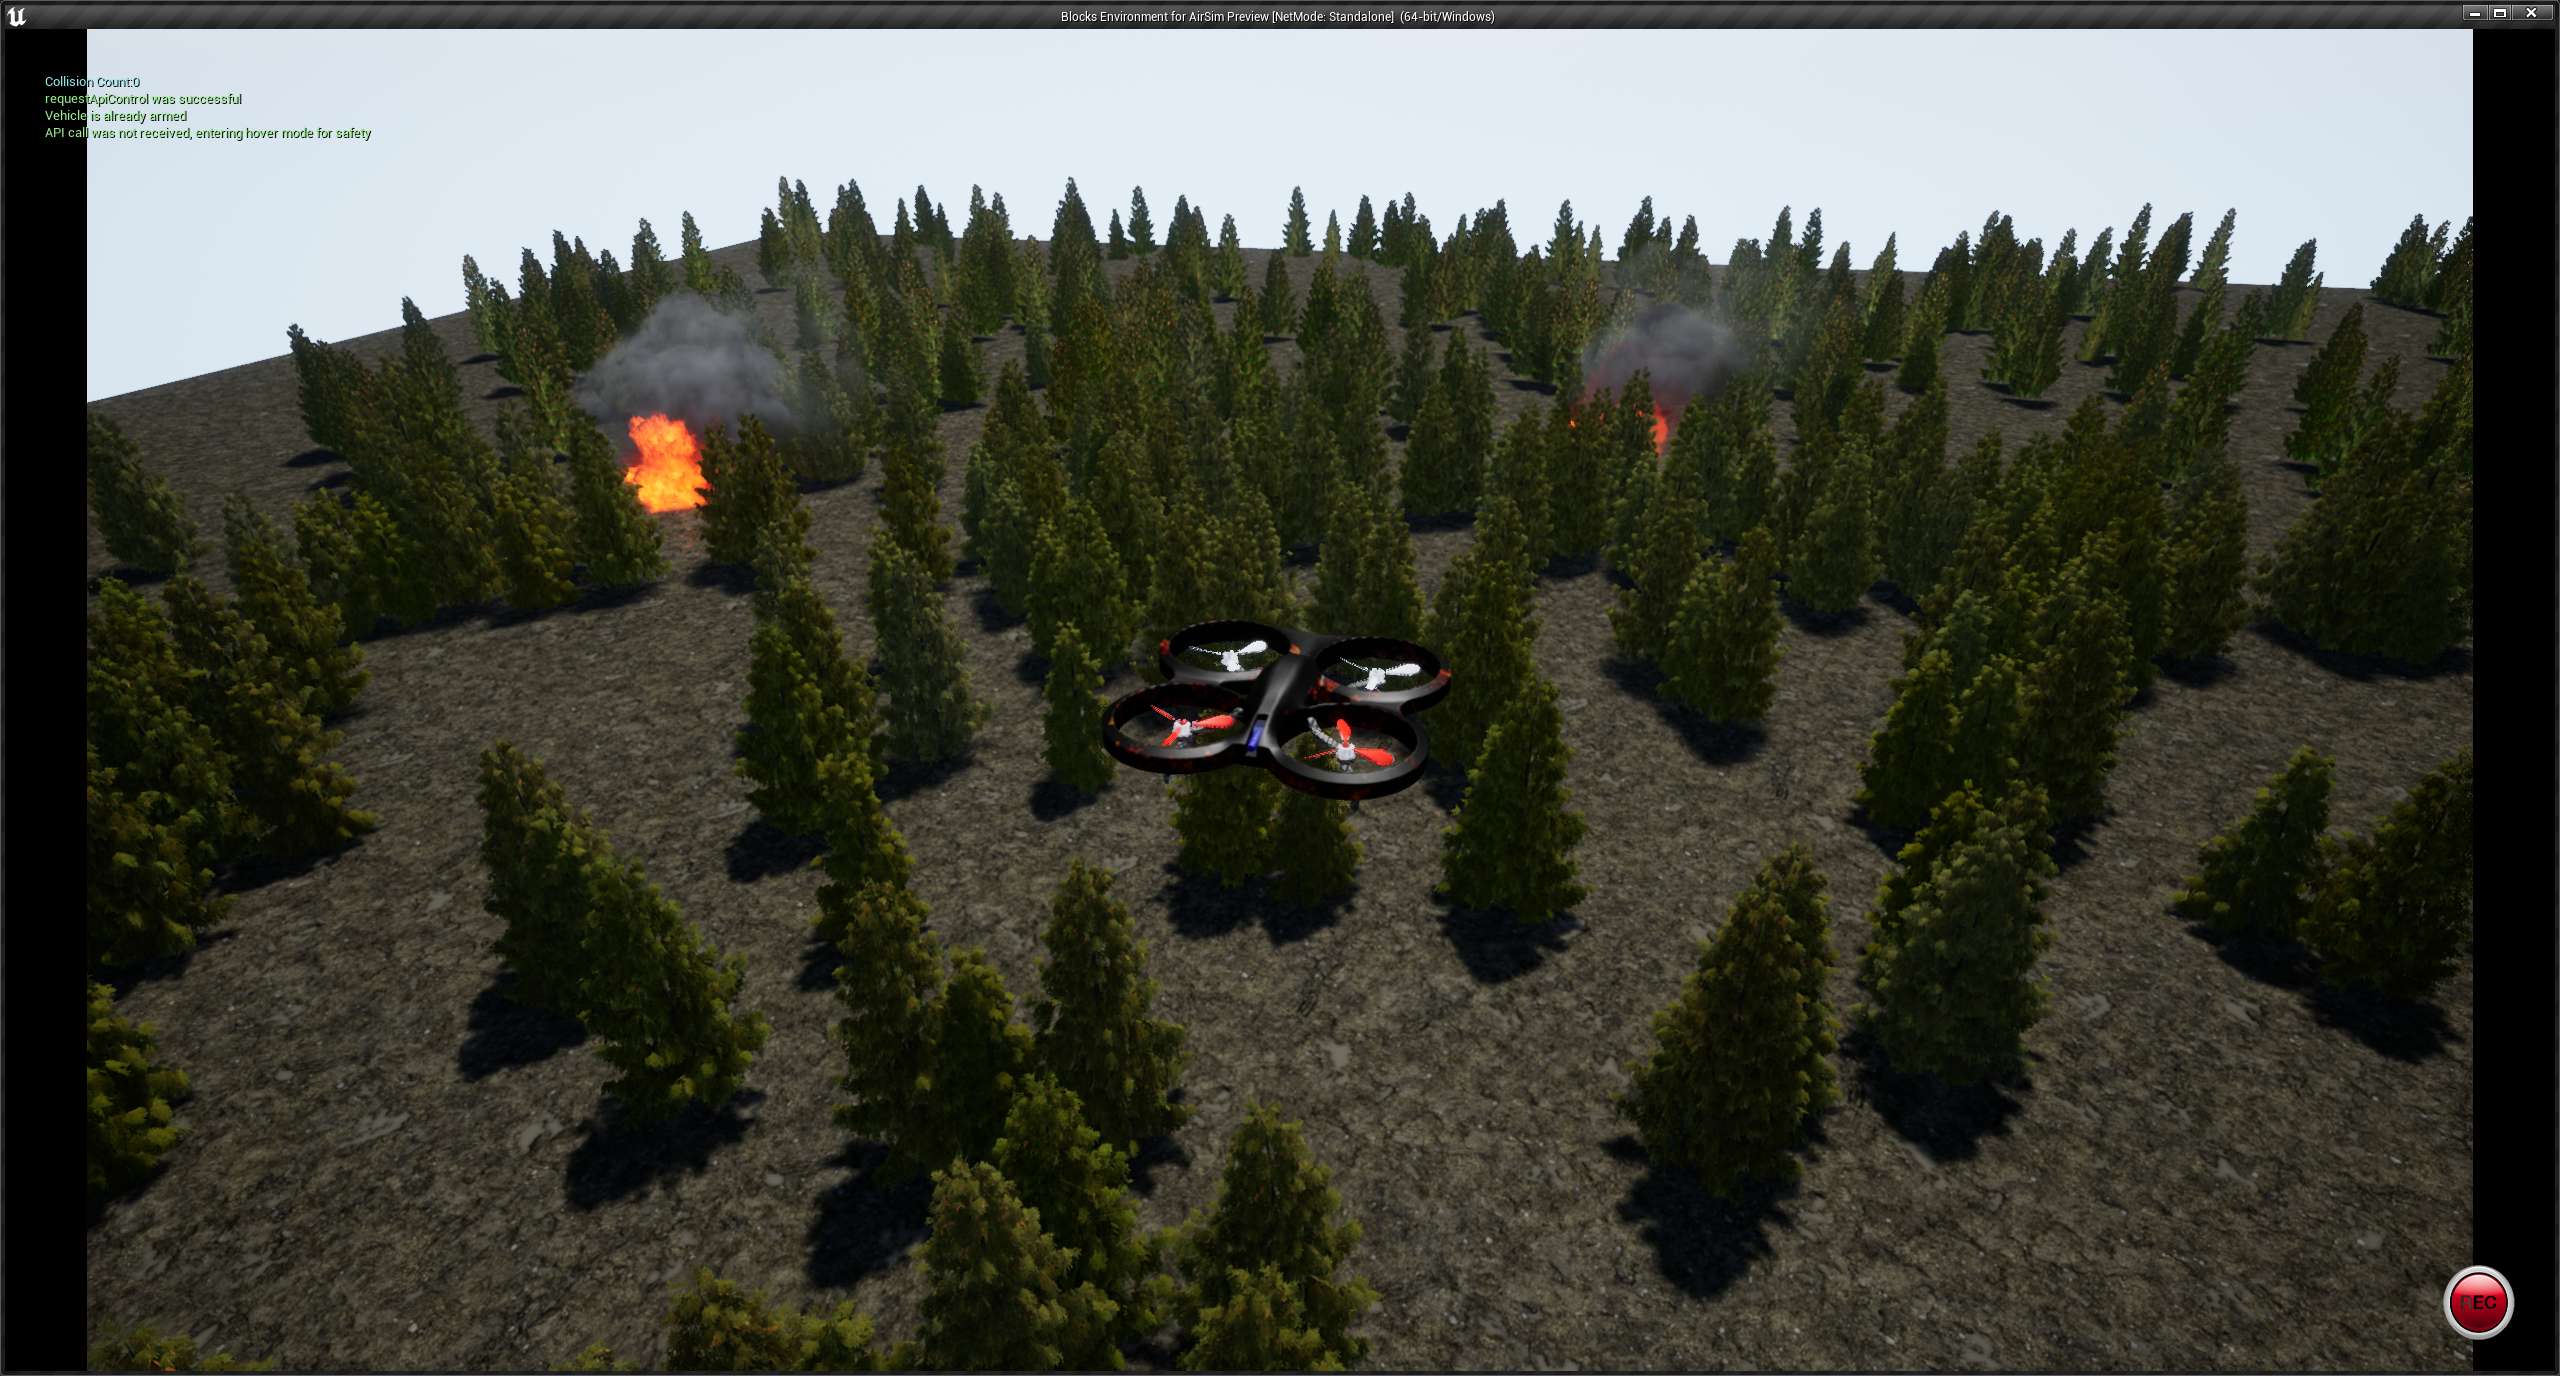 Blocks Environment for AirSim Preview [NetMode: Standalone] (64-bit/Windows)
Collision Count:0
requestApiControl was successful
Vehicle is already armed
API call was not received, entering hover mode for safety
REC